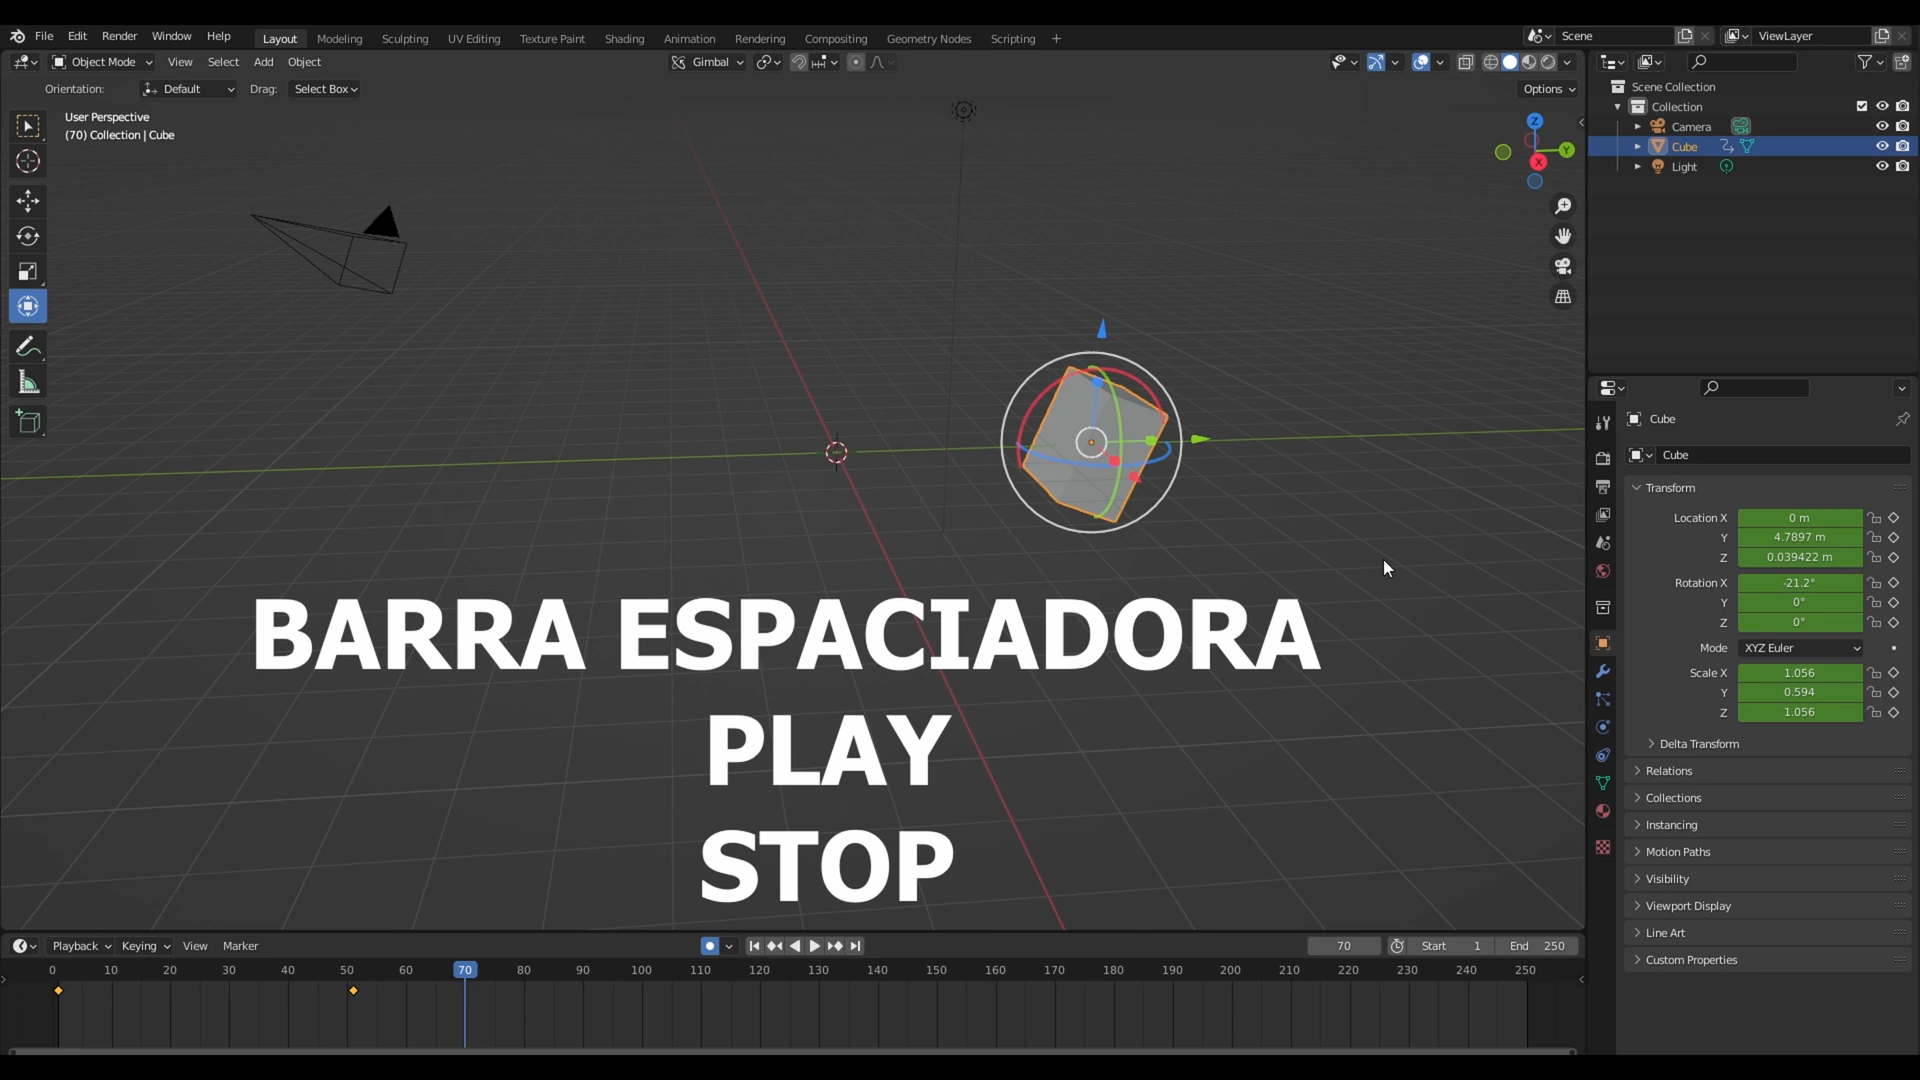 File Edit Render Window Help
Layout Modeling Sculpting UV Editing Texture Paint Shading Animation Rendering Compositing Geometry Nodes Scripting +
Scene
ViewLayer
Object Mode View Select Add Object
Gimbal
Orientation: Default Drag: Select Box
Options
User Perspective
(70) Collection | Cube
Z
Y
X
Scene Collection
Collection
Camera
Cube
Light
BARRA ESPACIADORA
PLAY
STOP
Cube
Cube
Transform
Location X 0 m
Y 4.7897 m
Z 0.039422 m
Rotation X -21.2°
Y 0°
Z 0°
Mode XYZ Euler
Scale X 1.056
Y 0.594
Z 1.056
Delta Transform
Relations
Collections
Instancing
Motion Paths
Visibility
Viewport Display
Line Art
Custom Properties
Playback Keying View Marker
70
Start 1
End 250
0 10 20 30 40 50 60 70 80 90 100 110 120 130 140 150 160 170 180 190 200 210 220 230 240 250